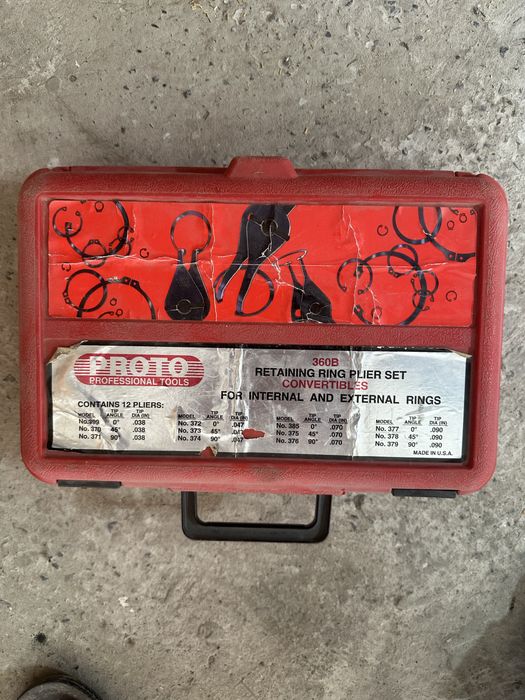 PROTO
PROFESSIONAL TOOLS
360B
RETAINING RING PLIER SET
CONVERTIBLES
FOR INTERNAL AND EXTERNAL RINGS
CONTAINS 12 PLIERS:
MODEL TIP ANGLE TIP DIA (IN)
No. 0° .038
No. 370 45° .038
No. 371 90° .038
MODEL TIP ANGLE TIP DIA (IN)
No. 372 0° .047
No. 373 45°
No. 374 90° .047
MODEL TIP ANGLE TIP DIA (IN)
No. 385 0° .070
No. 375 45° .070
No. 376 90° .070
MODEL TIP ANGLE TIP DIA (IN)
No. 377 0° .090
No. 378 45° .090
No. 379 90° .090
MADE IN U.S.A.